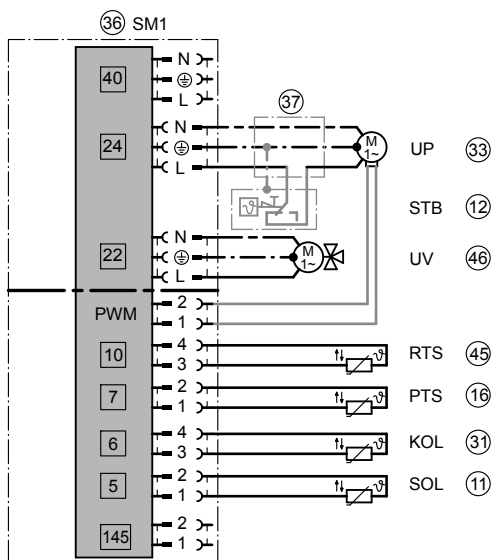 36 SM1
N
40
L
37
N
24
M
1~
UP 33
L
ϑ
STB 12
N
22
M
1~
UV 46
L
PWM
2
1
10
4
3
ϑ
RTS 45
7
2
1
ϑ
PTS 16
6
4
3
ϑ
KOL 31
5
2
1
ϑ
SOL 11
145
2
1